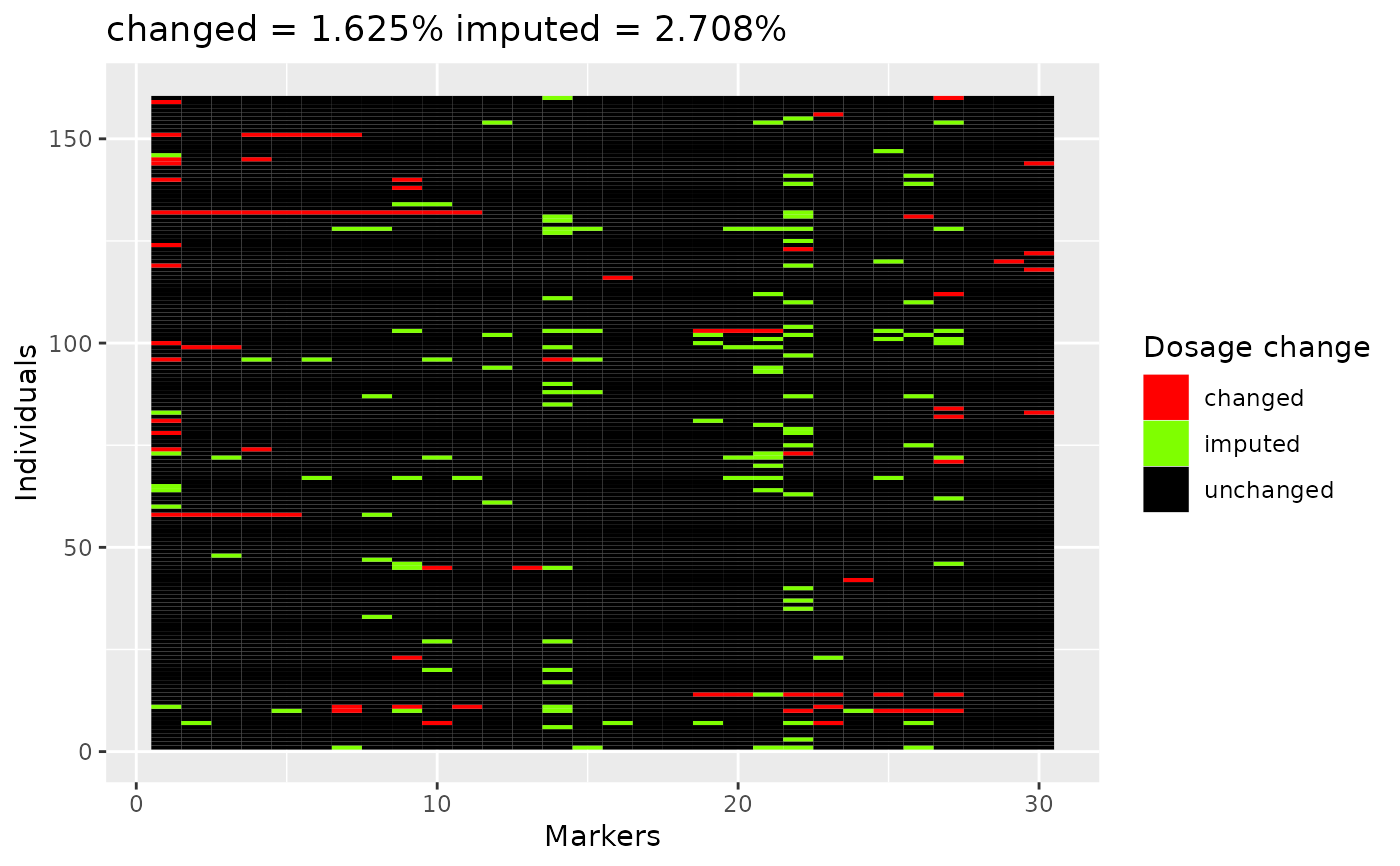 changed = 1.625% imputed = 2.708%
150
100
50
0
Individuals
0 10 20 30
Markers
Dosage change
changed
imputed
unchanged